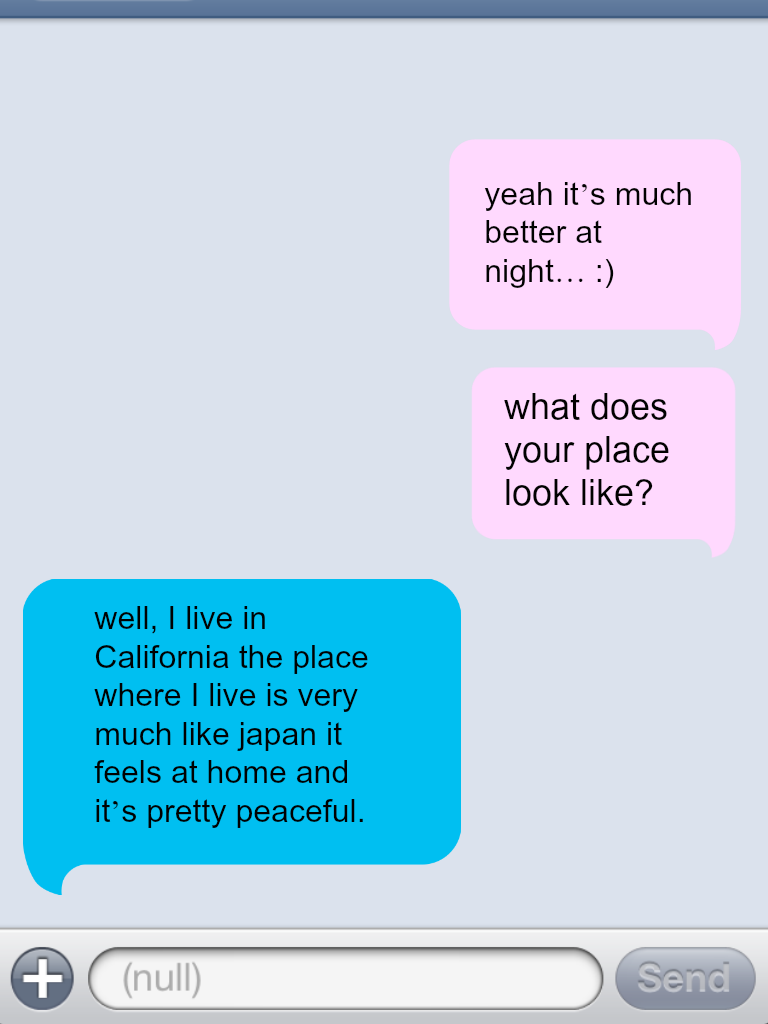 yeah it’s much
better at
night… :)
what does
your place
look like?
well, I live in
California the place
where I live is very
much like japan it
feels at home and
it’s pretty peaceful.
(null)
Send